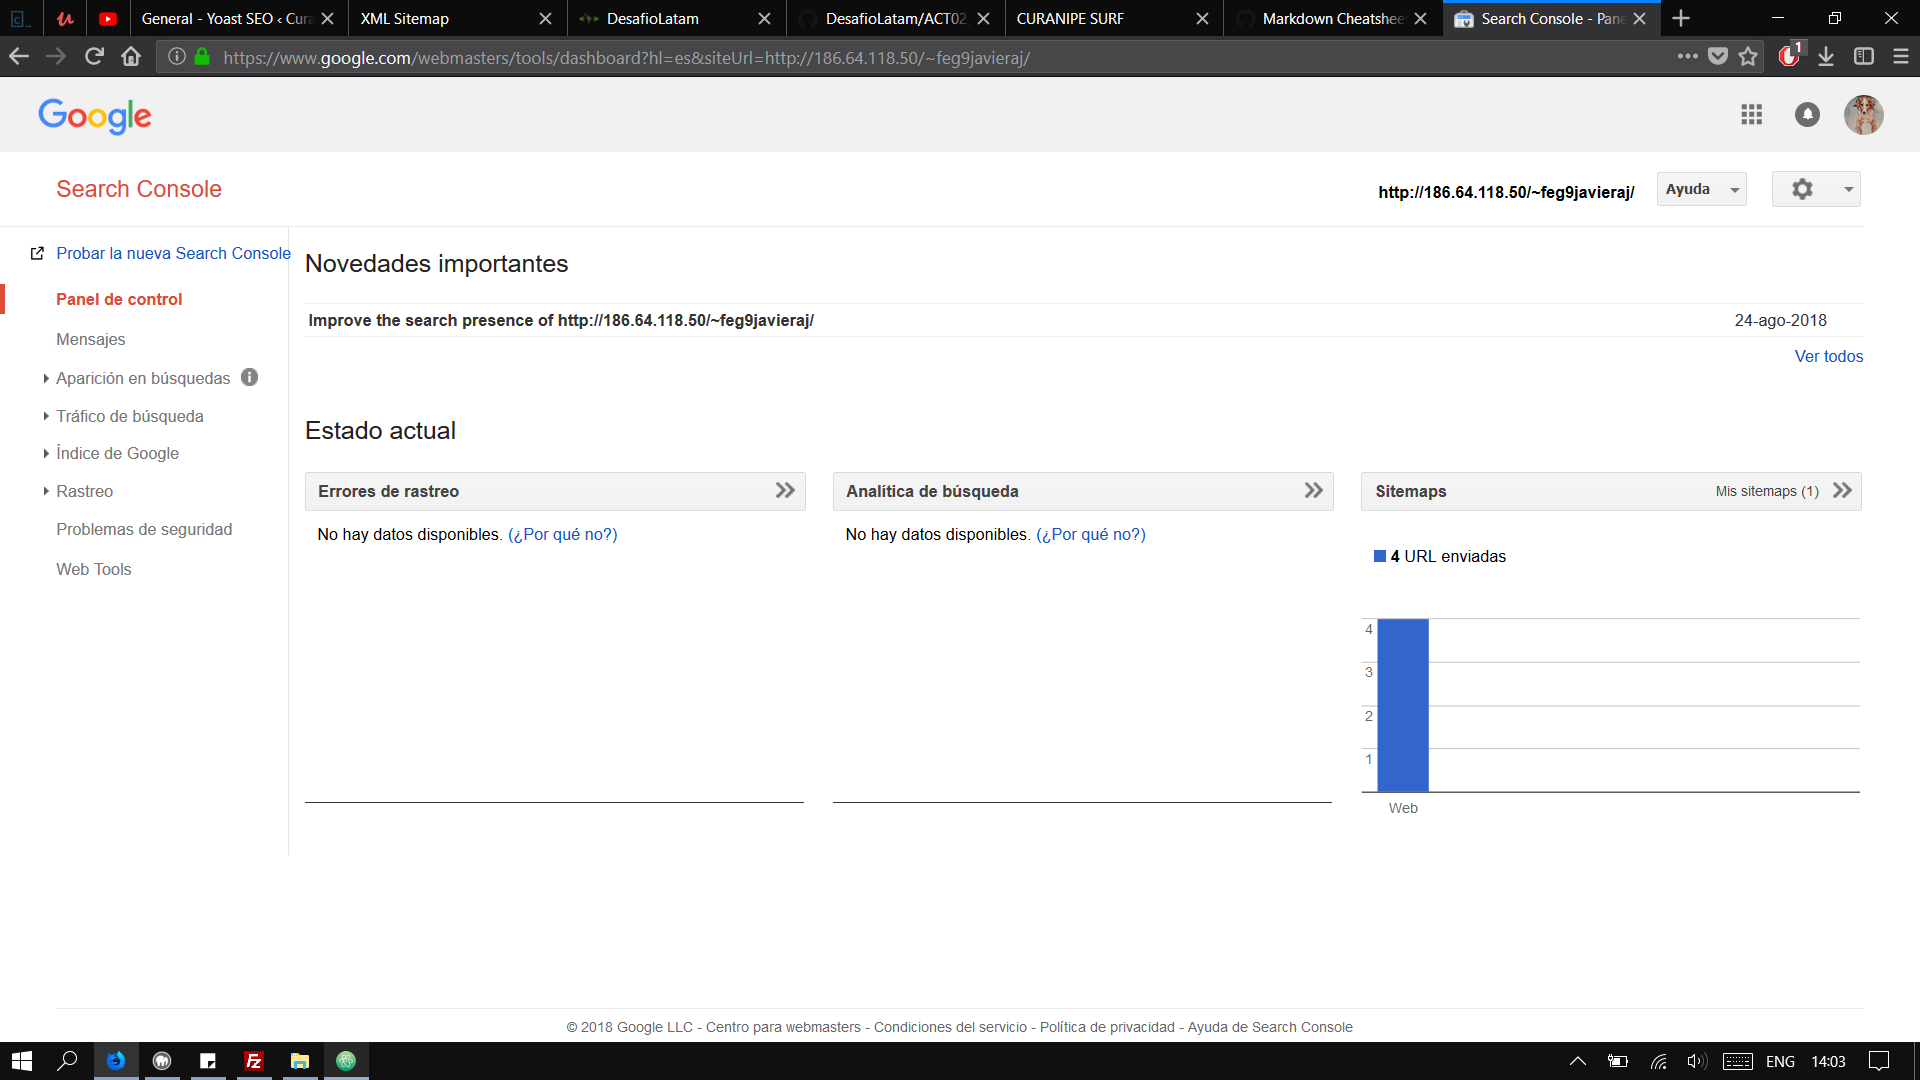 General - Yoast SEO ‹ Cura
XML Sitemap
DesafioLatam
DesafioLatam/ACT02_
CURANIPE SURF
Markdown Cheatshee
Search Console - Pane
https://www.google.com/webmasters/tools/dashboard?hl=es&siteUrl=http://186.64.118.50/~feg9javieraj/
1
Google
Search Console
http://186.64.118.50/~feg9javieraj/
Ayuda
Probar la nueva Search Console
Panel de control
Mensajes
Aparición en búsquedas
Tráfico de búsqueda
Índice de Google
Rastreo
Problemas de seguridad
Web Tools
Novedades importantes
Improve the search presence of http://186.64.118.50/~feg9javieraj/
24-ago-2018
Ver todos
Estado actual
Errores de rastreo
No hay datos disponibles. (¿Por qué no?)
Analítica de búsqueda
No hay datos disponibles. (¿Por qué no?)
Sitemaps
Mis sitemaps (1)
4 URL enviadas
4
3
2
1
Web
© 2018 Google LLC - Centro para webmasters - Condiciones del servicio - Política de privacidad - Ayuda de Search Console
ENG
14:03